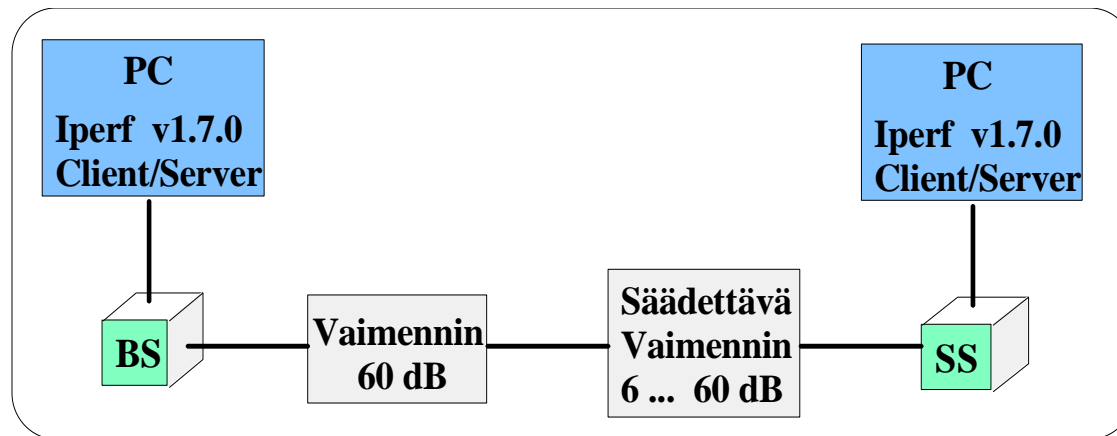 PC
Iperf v1.7.0
Client/Server
PC
Iperf v1.7.0
Client/Server
BS
Vaimennin
60 dB
Säädettävä
Vaimennin
6 ... 60 dB
SS